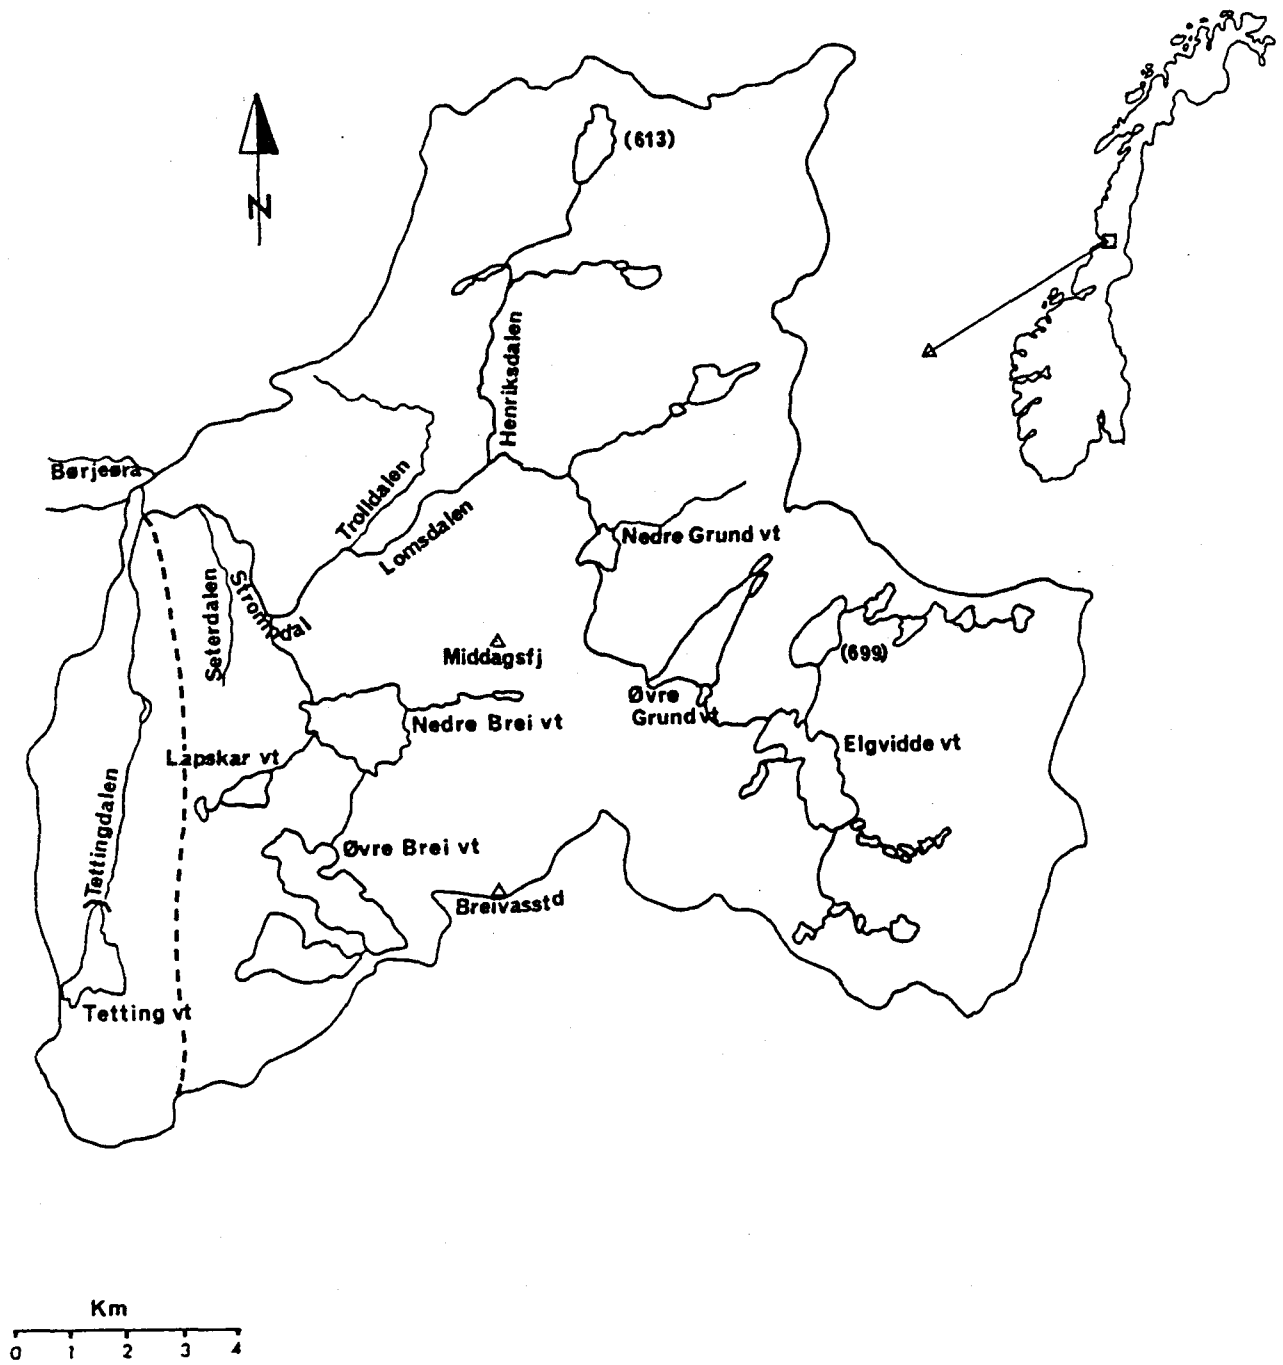 (613)
N
Henriksdalen
Børjeøra
Trolldalen
Lomsdalen
Nedre Grund vt
Seterdalen
Strompdal
(699)
Middagsfj
Øvre
Grund vt
Nedre Brei vt
Elgvidde vt
Lapskar vt
Tettingdalen
Øvre Brei vt
Breivasstd
Tetting vt
Km
0 1 2 3 4